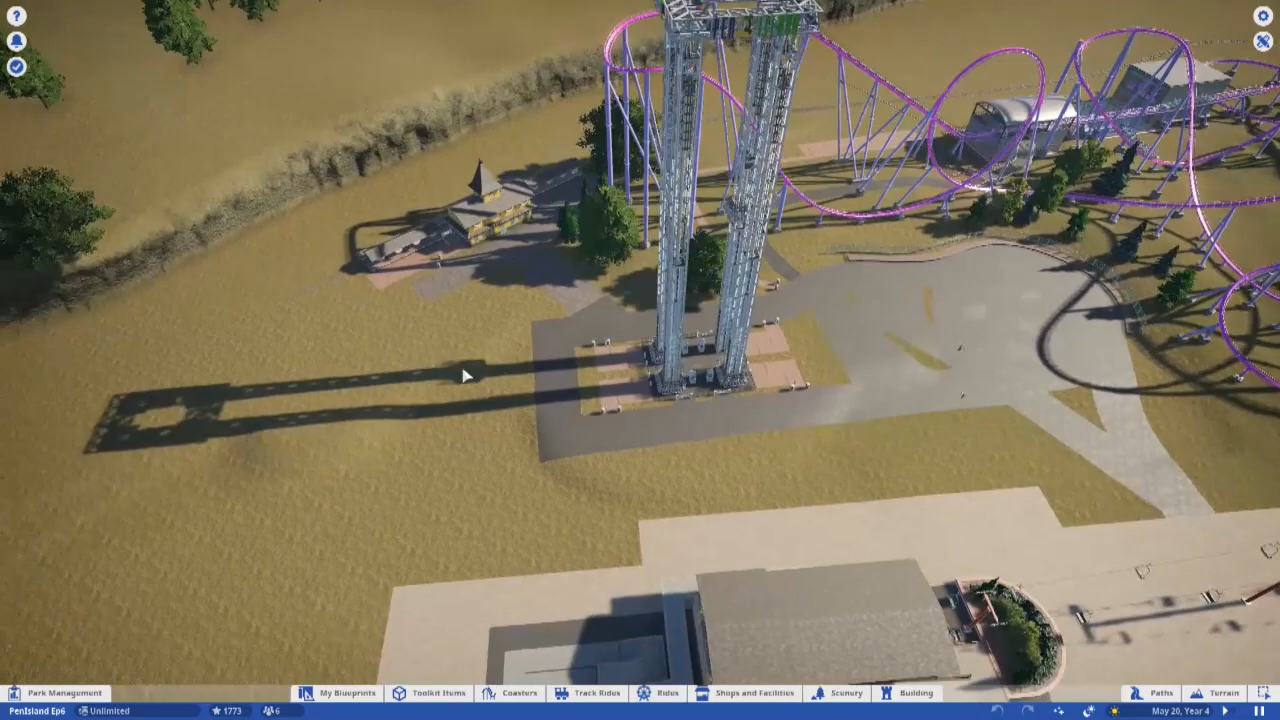 ?
Park Management
My Blueprints
Toolkit Items
Coasters
Track Rides
Rides
Shops and Facilities
Scenery
Building
Paths
Terrain
PenIsland Ep6
Unlimited
1773
6
May 20, Year 4